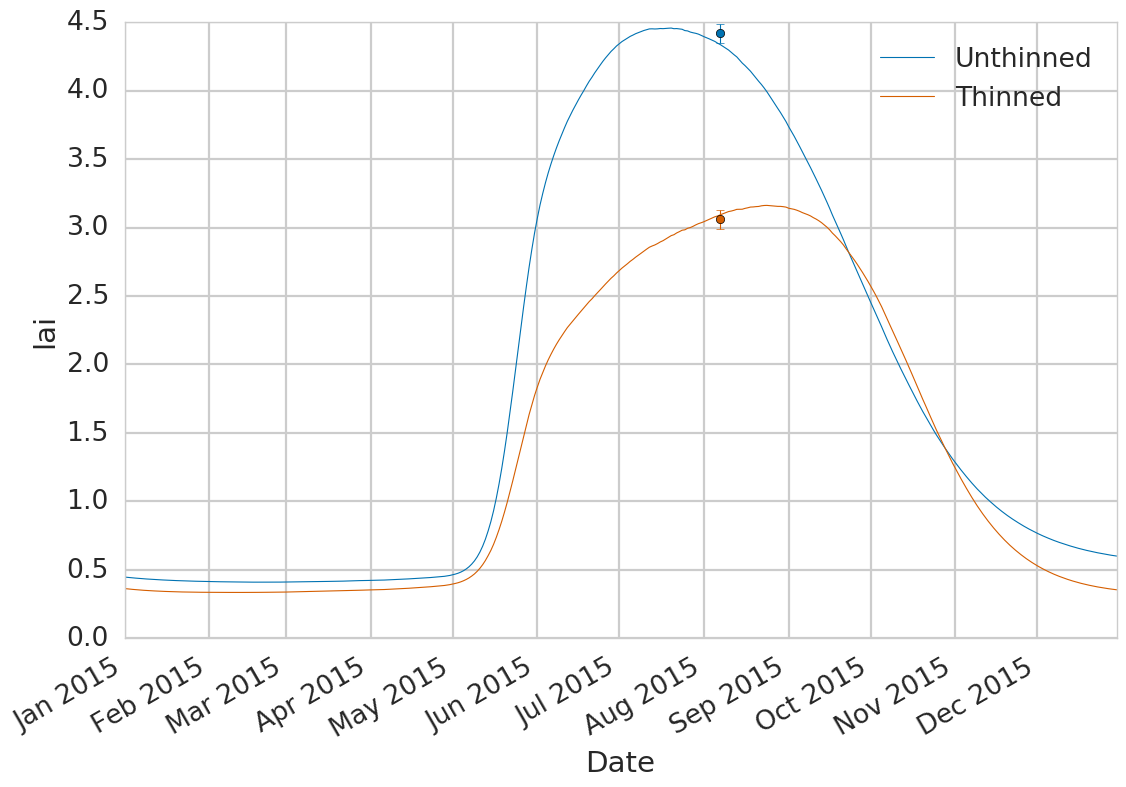 4.5
4.0
3.5
3.0
2.5
2.0
1.5
1.0
0.5
0.0
lai
Unthinned
Thinned
Jan 2015
Feb 2015
Mar 2015
Apr 2015
May 2015
Jun 2015
Jul 2015
Aug 2015
Sep 2015
Oct 2015
Nov 2015
Dec 2015
Date